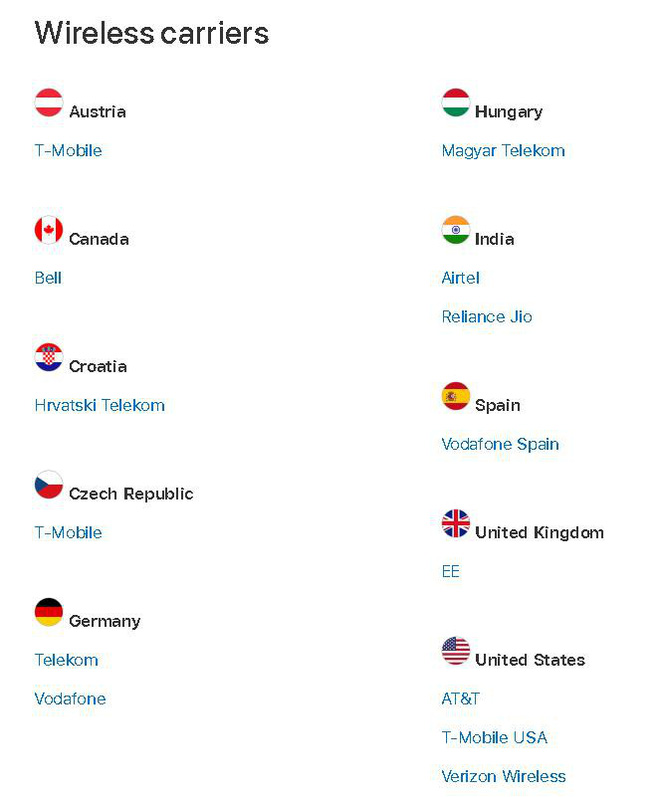 Wireless carriers
Austria
T-Mobile
Canada
Bell
Croatia
Hrvatski Telekom
Czech Republic
T-Mobile
Germany
Telekom
Vodafone
Hungary
Magyar Telekom
India
Airtel
Reliance Jio
Spain
Vodafone Spain
United Kingdom
EE
United States
AT&T
T-Mobile USA
Verizon Wireless